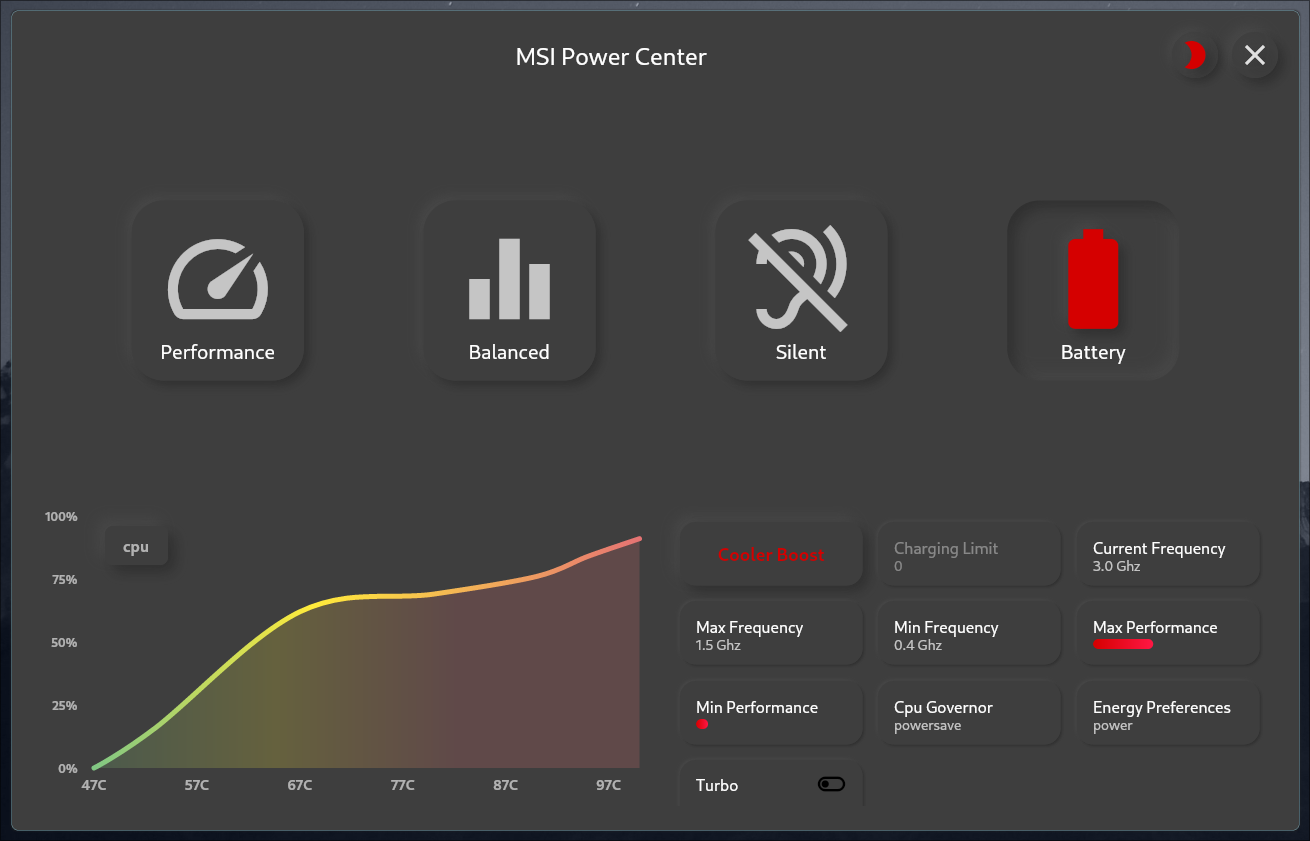 MSI Power Center
Performance
Balanced
Silent
Battery
100%
75%
50%
25%
0%
cpu
47C
57C
67C
77C
87C
97C
Cooler Boost
Charging Limit
0
Current Frequency
3.0 Ghz
Max Frequency
1.5 Ghz
Min Frequency
0.4 Ghz
Max Performance
Min Performance
Cpu Governor
powersave
Energy Preferences
power
Turbo